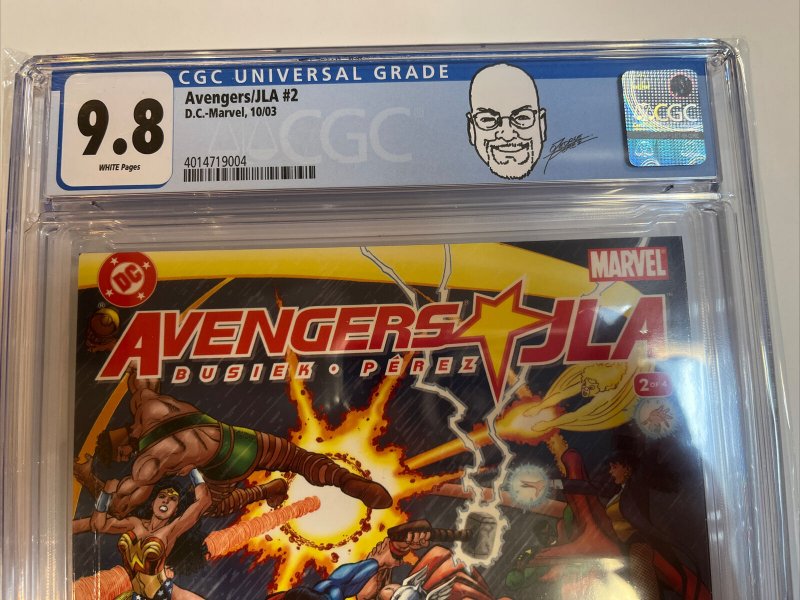 CGC UNIVERSAL GRADE
9.8
WHITE Pages
Avengers/JLA #2
D.C.-Marvel, 10/03
4014719004
CGC
CGC
DC
MARVEL
AVENGERS JLA
BUSIEK • PÉREZ
2 OF 4